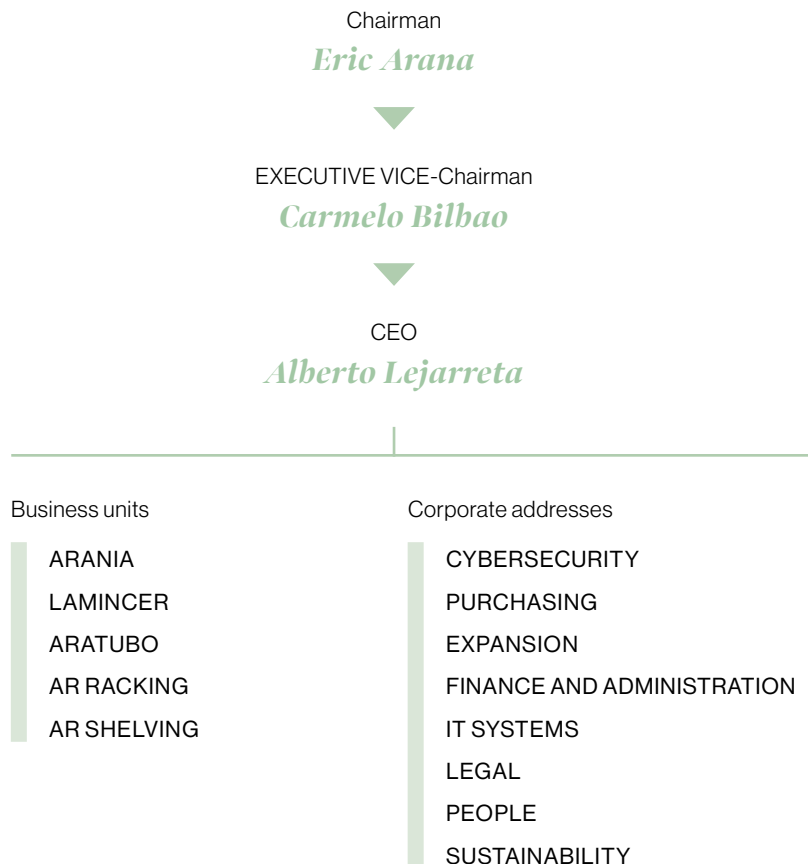 Chairman
Eric Arana
EXECUTIVE VICE-Chairman
Carmelo Bilbao
CEO
Alberto Lejarreta
Business units
ARANIA
LAMINCER
ARATUBO
AR RACKING
AR SHELVING
Corporate addresses
CYBERSECURITY
PURCHASING
EXPANSION
FINANCE AND ADMINISTRATION
IT SYSTEMS
LEGAL
PEOPLE
SUSTAINABILITY